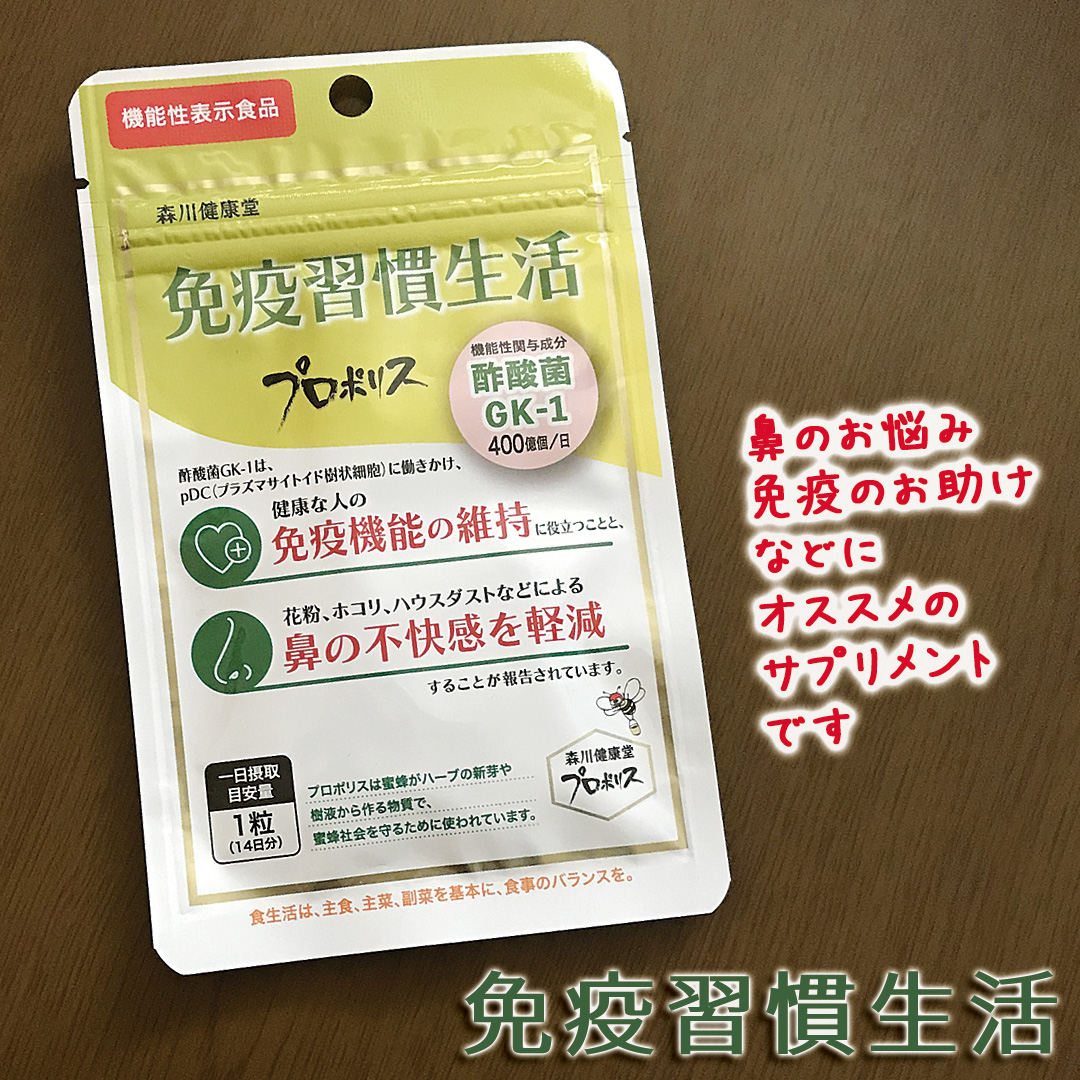 機能性表示食品
森川健康堂
免疫習慣生活
プロポリス
機能性関与成分
酢酸菌
GK-1
400億個/日
酢酸菌GK-1は、
pDC(プラズマサイトイド樹状細胞)に働きかけ、
健康な人の
免疫機能の維持に役立つことと、
花粉、ホコリ、ハウスダストなどによる
鼻の不快感を軽減
することが報告されています。
一日摂取
目安量
1粒
(14日分)
プロポリスは蜜蜂がハーブの新芽や
樹液から作る物質で、
蜜蜂社会を守るために使われています。
森川健康堂
プロポリス
食生活は、主食、主菜、副菜を基本に、食事のバランスを。
鼻のお悩み
免疫のお助け
などに
オススメの
サプリメント
です
免疫習慣生活